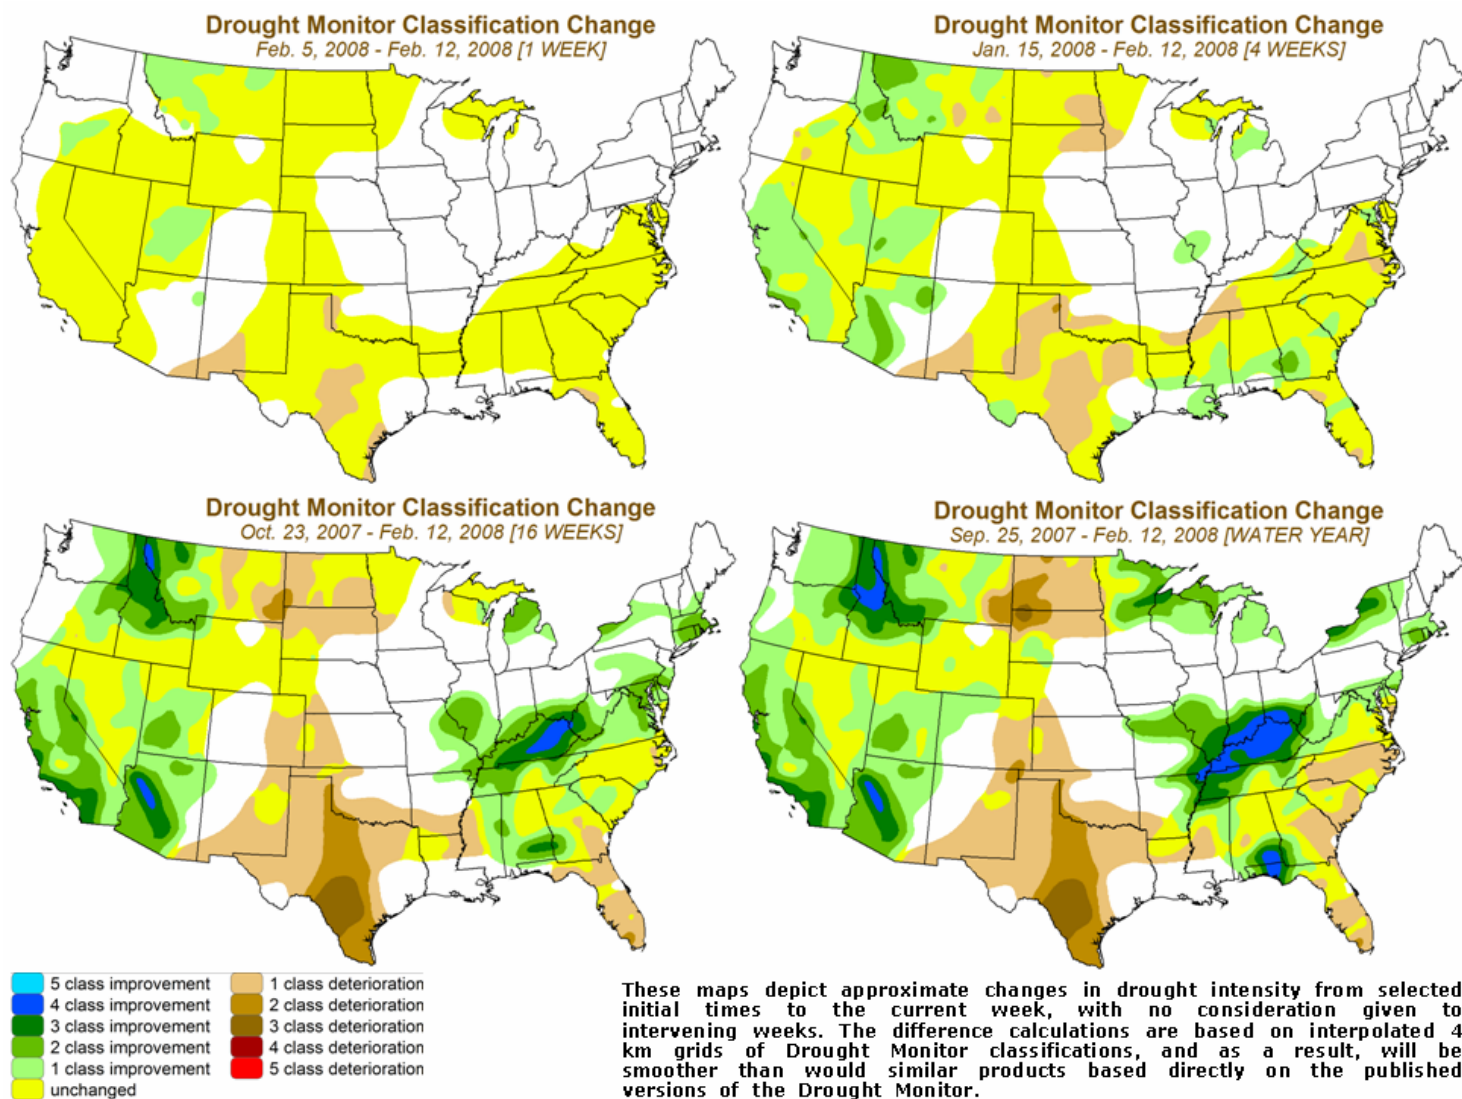 Drought Monitor Classification Change
Feb. 5, 2008 - Feb. 12, 2008 [1 WEEK]
Drought Monitor Classification Change
Jan. 15, 2008 - Feb. 12, 2008 [4 WEEKS]
Drought Monitor Classification Change
Oct. 23, 2007 - Feb. 12, 2008 [16 WEEKS]
Drought Monitor Classification Change
Sep. 25, 2007 - Feb. 12, 2008 [WATER YEAR]
5 class improvement
4 class improvement
3 class improvement
2 class improvement
1 class improvement
unchanged
1 class deterioration
2 class deterioration
3 class deterioration
4 class deterioration
5 class deterioration
These maps depict approximate changes in drought intensity from selected
initial times to the current week, with no consideration given to
intervening weeks. The difference calculations are based on interpolated 4
km grids of Drought Monitor classifications, and as a result, will be
smoother than would similar products based directly on the published
versions of the Drought Monitor.